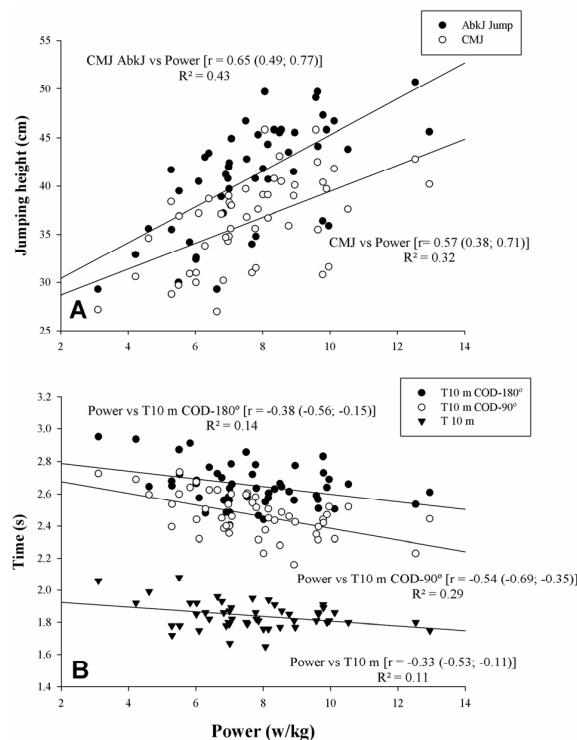 AbkJ Jump
CMJ
CMJ AbkJ vs Power [r = 0.65 (0.49; 0.77)]
R² = 0.43
CMJ vs Power [r= 0.57 (0.38; 0.71)]
R² = 0.32
Jumping height (cm)
55
50
45
40
35
30
25
A
2 4 6 8 10 12 14
T10 m COD-180º
T10 m COD-90º
T 10 m
Power vs T10 m COD-180º [r = -0.38 (-0.56; -0.15)]
R² = 0.14
Power vs T10 m COD-90º [r = -0.54 (-0.69; -0.35)]
R² = 0.29
Power vs T10 m [r = -0.33 (-0.53; -0.11)]
R² = 0.11
Time (s)
3.2
3.0
2.8
2.6
2.4
2.2
2.0
1.8
1.6
1.4
B
2 4 6 8 10 12 14
Power (w/kg)